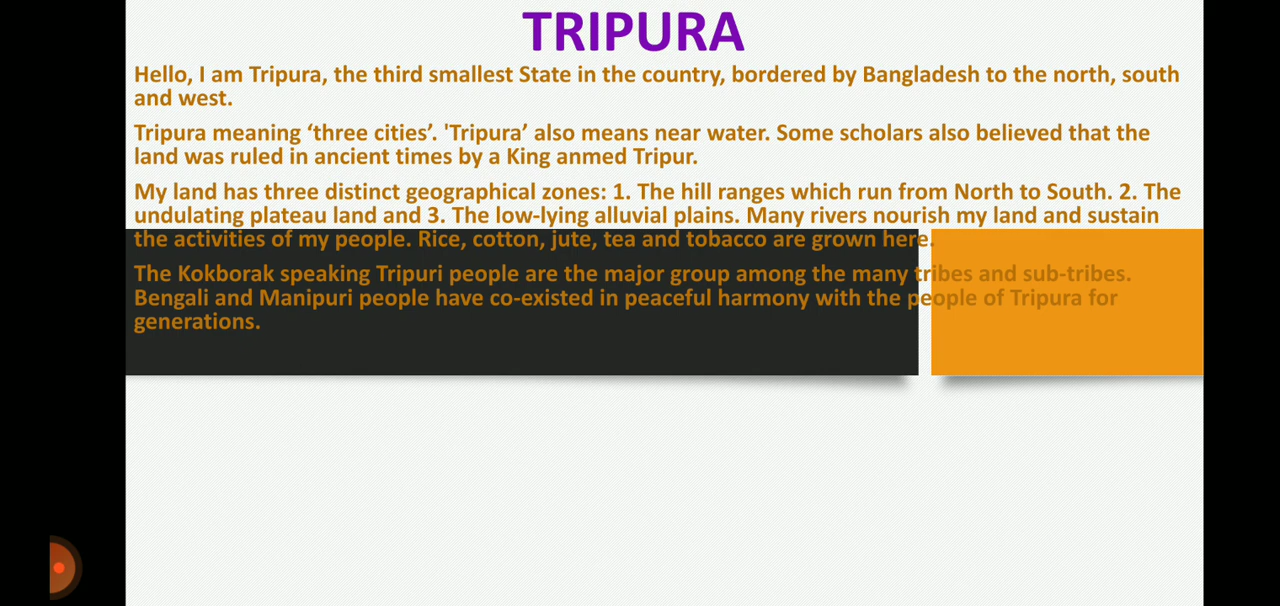 TRIPURA
Hello, I am Tripura, the third smallest State in the country, bordered by Bangladesh to the north, south
and west.
Tripura meaning ‘three cities’. 'Tripura’ also means near water. Some scholars also believed that the
land was ruled in ancient times by a King anmed Tripur.
My land has three distinct geographical zones: 1. The hill ranges which run from North to South. 2. The
undulating plateau land and 3. The low-lying alluvial plains. Many rivers nourish my land and sustain
the activities of my people. Rice, cotton, jute, tea and tobacco are grown here.
The Kokborak speaking Tripuri people are the major group among the many tribes and sub-tribes.
Bengali and Manipuri people have co-existed in peaceful harmony with the people of Tripura for
generations.